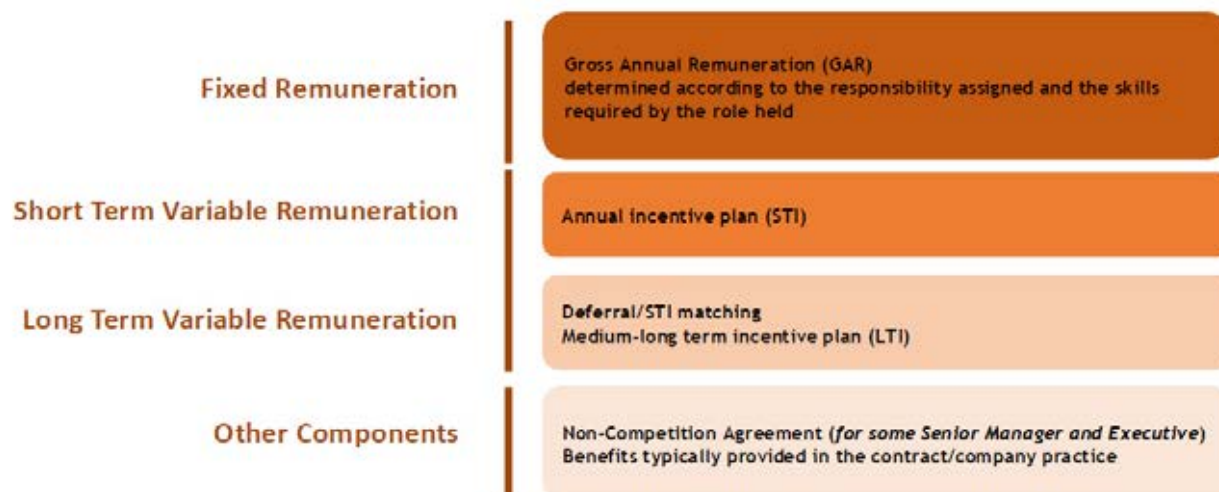 Fixed Remuneration
Gross Annual Remuneration (GAR)
determined according to the responsibility assigned and the skills
required by the role held
Short Term Variable Remuneration
Annual incentive plan (STI)
Long Term Variable Remuneration
Deferral/STI matching
Medium-long term incentive plan (LTI)
Other Components
Non-Competition Agreement (for some Senior Manager and Executive)
Benefits typically provided in the contract/company practice